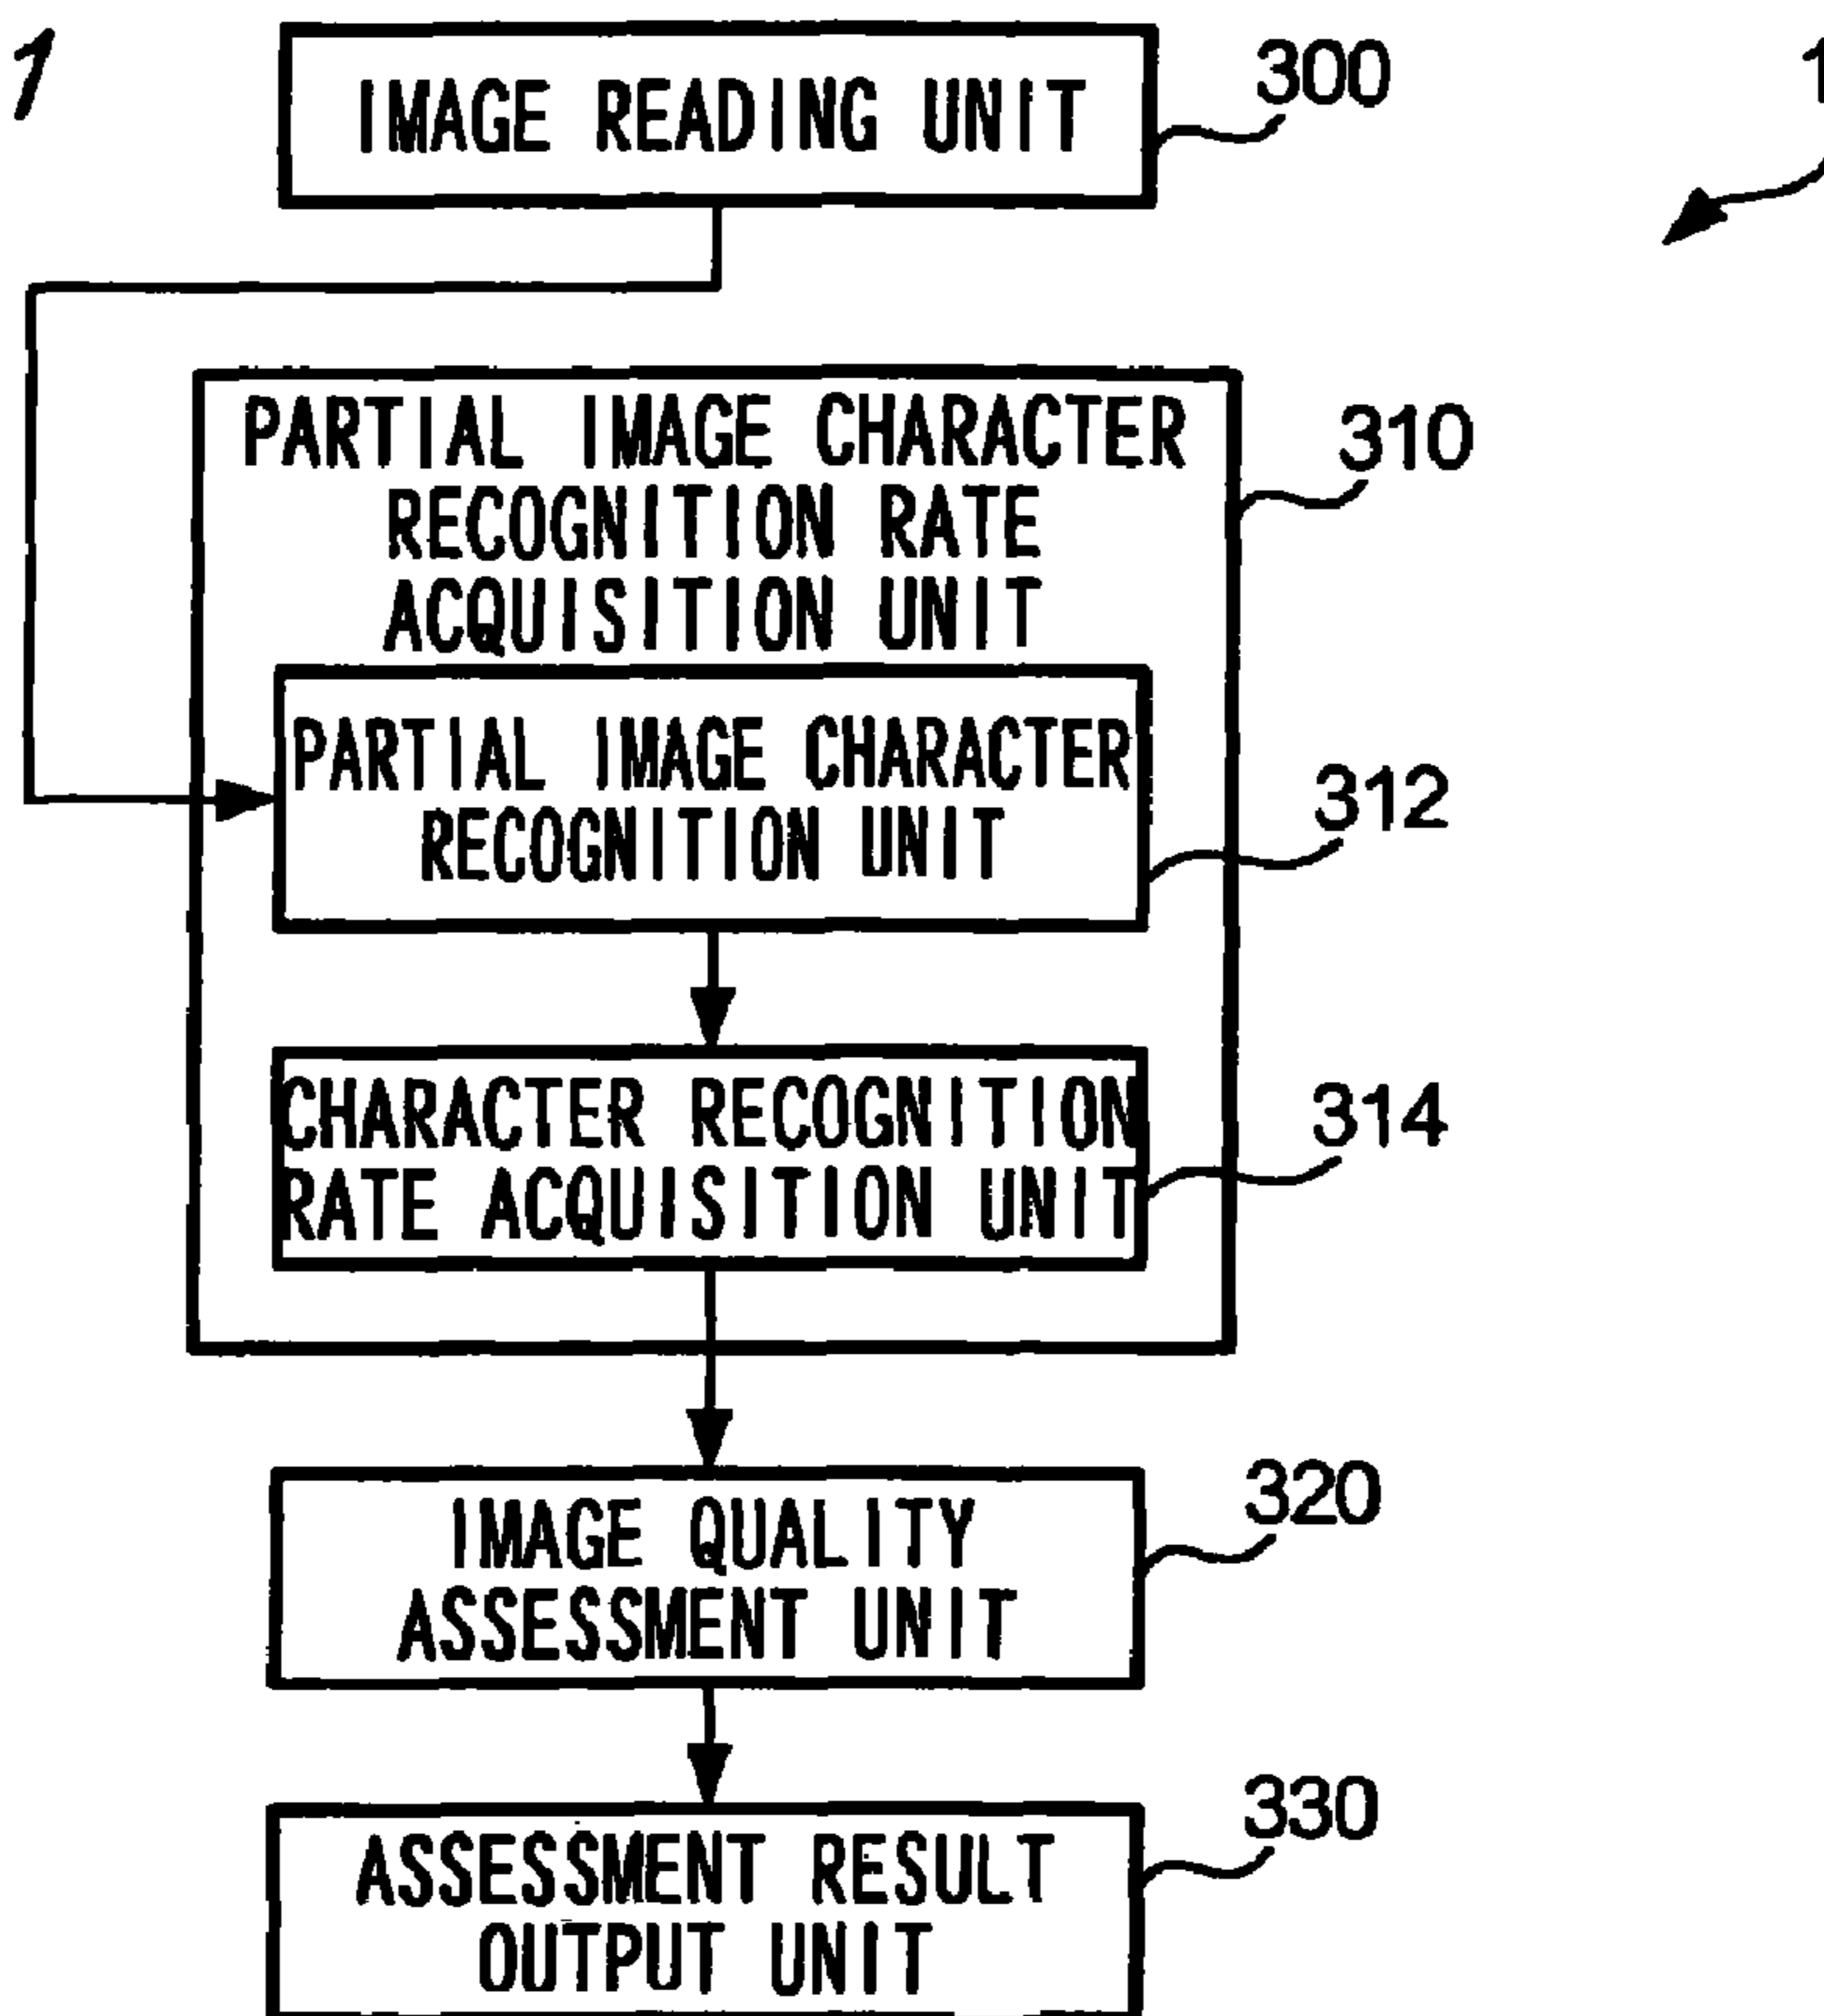 1
IMAGE READING UNIT
300
1
PARTIAL IMAGE CHARACTER
RECOGNITION RATE
ACQUISITION UNIT
310
PARTIAL IMAGE CHARACTER
RECOGNITION UNIT
312
CHARACTER RECOGNITION
RATE ACQUISITION UNIT
314
IMAGE QUALITY
ASSESSMENT UNIT
320
ASSESSMENT RESULT
OUTPUT UNIT
330